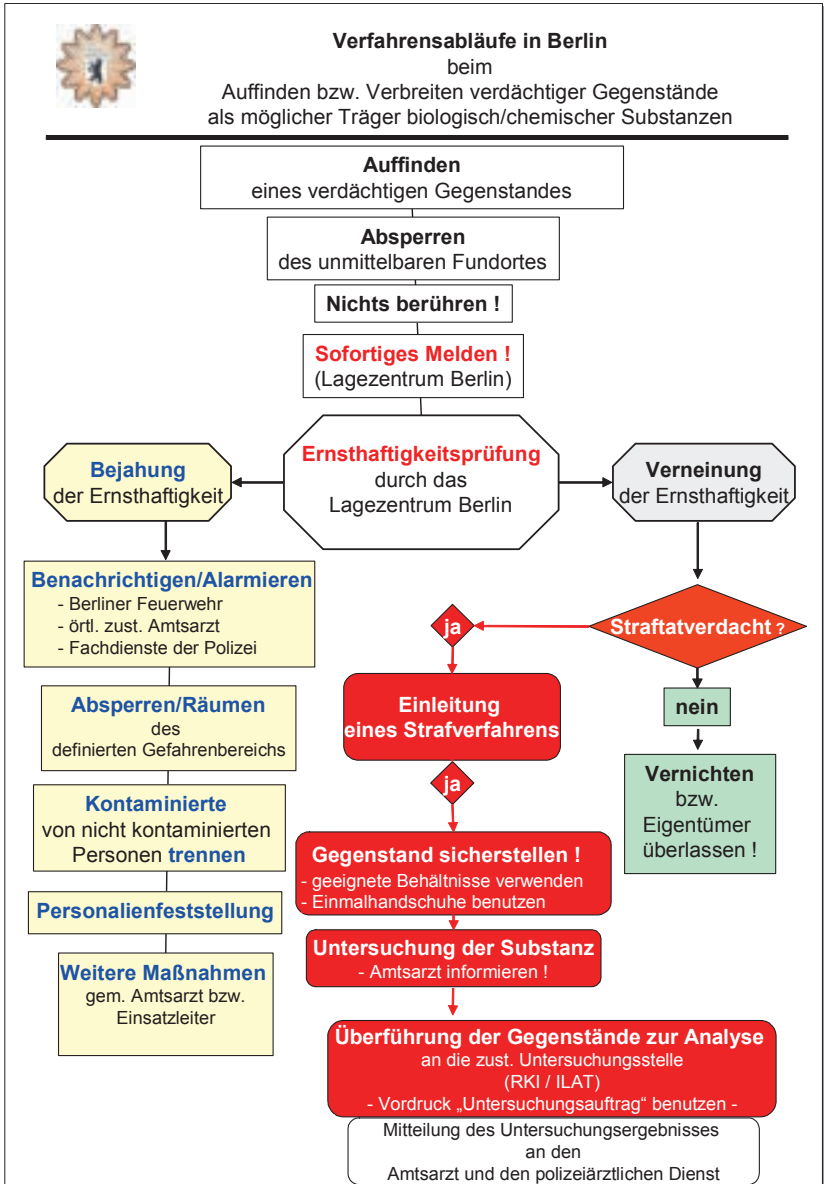 Verfahrensabläufe in Berlin
beim
Auffinden bzw. Verbreiten verdächtiger Gegenstände
als möglicher Träger biologisch/chemischer Substanzen
Auffinden
eines verdächtigen Gegenstandes
Absperren
des unmittelbaren Fundortes
Nichts berühren !
Sofortiges Melden !
(Lagezentrum Berlin)
Ernsthaftigkeitsprüfung
durch das
Lagezentrum Berlin
Bejahung
der Ernsthaftigkeit
Verneinung
der Ernsthaftigkeit
Benachrichtigen/Alarmieren
- Berliner Feuerwehr
- örtl. zust. Amtsarzt
- Fachdienste der Polizei
Absperren/Räumen
des
definierten Gefahrenbereichs
Kontaminierte
von nicht kontaminierten
Personen trennen
Personalienfeststellung
Weitere Maßnahmen
gem. Amtsarzt bzw.
Einsatzleiter
Straftatverdacht ?
ja
Einleitung
eines Strafverfahrens
ja
Gegenstand sicherstellen !
- geeignete Behältnisse verwenden
- Einmalhandschuhe benutzen
Untersuchung der Substanz
- Amtsarzt informieren !
Überführung der Gegenstände zur Analyse
an die zust. Untersuchungsstelle
(RKI / ILAT)
- Vordruck „Untersuchungsauftrag“ benutzen -
Mitteilung des Untersuchungsergebnisses
an den
Amtsarzt und den polizeiärztlichen Dienst
nein
Vernichten
bzw.
Eigentümer
überlassen !